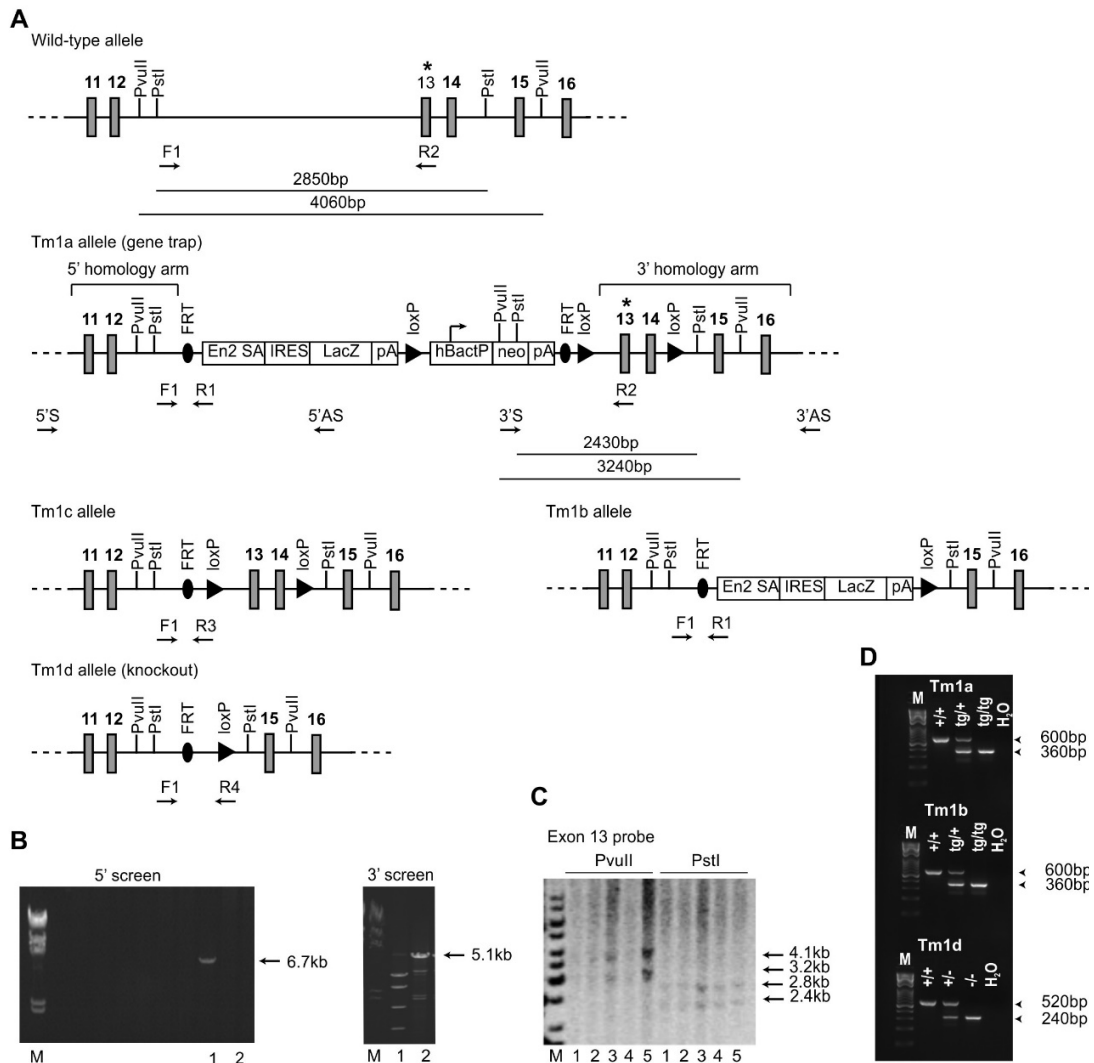 A
Wild-type allele
11 12 PvuII PstI * 13 14 PstI 15 PvuII 16
F1 R2
2850bp
4060bp
Tm1a allele (gene trap)
5' homology arm 3' homology arm
11 12 PvuII PstI FRT loxP PvuII PstI FRT loxP * 13 14 loxP PstI 15 PvuII 16
En2 SA IRES LacZ pA hBactP neo pA
F1 R1 R2
5'S 5'AS 3'S 3'AS
2430bp
3240bp
Tm1c allele
11 12 PvuII PstI FRT loxP 13 14 loxP PstI 15 PvuII 16
F1 R3
Tm1b allele
11 12 PvuII PstI FRT loxP PstI 15 PvuII 16
En2 SA IRES LacZ pA
F1 R1
Tm1d allele (knockout)
11 12 PvuII PstI FRT loxP PstI 15 PvuII 16
F1 R4
B
5' screen
6.7kb
M 1 2
3' screen
5.1kb
M 1 2
C
Exon 13 probe
PvuII PstI
4.1kb
3.2kb
2.8kb
2.4kb
M 1 2 3 4 5 1 2 3 4 5
D
Tm1a
M +/+ tg/+ tg/tg H2O
600bp
360bp
Tm1b
M +/+ tg/+ tg/tg H2O
600bp
360bp
Tm1d
M +/+ +/- -/- H2O
520bp
240bp